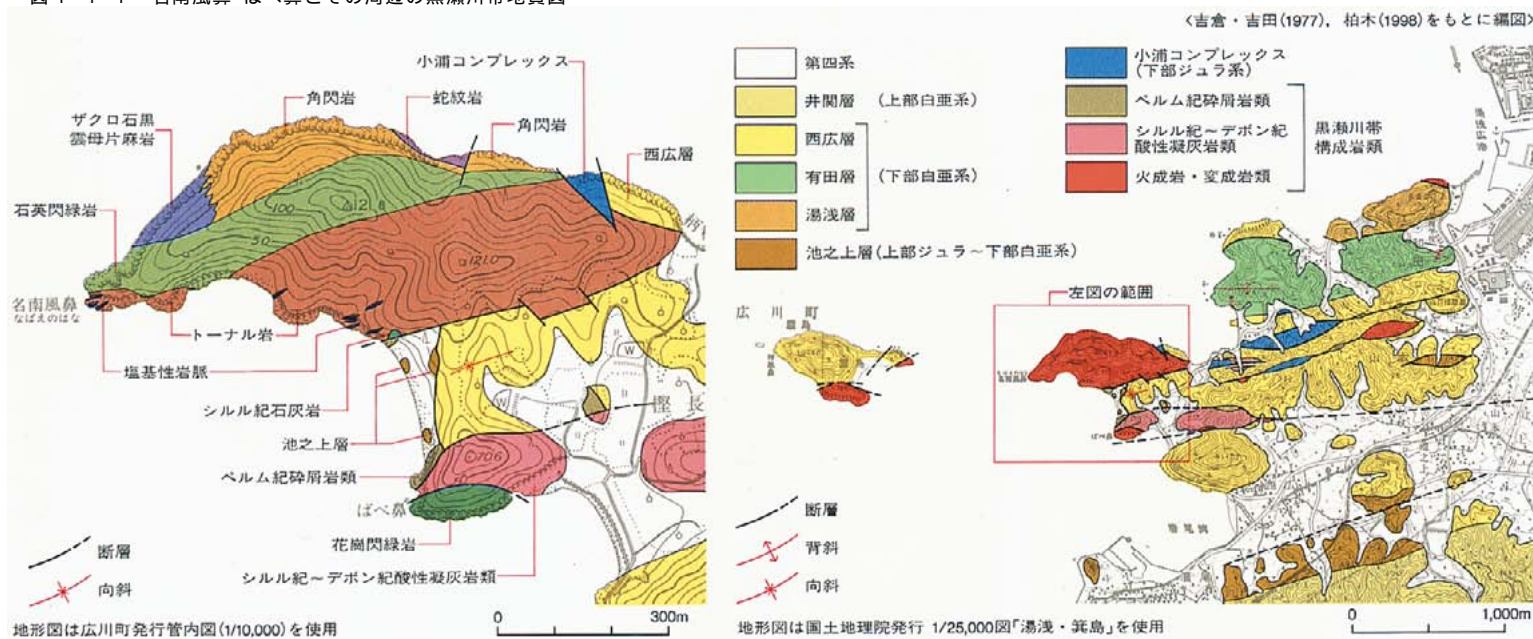 〈吉倉・吉田(1977), 柏木(1998)をもとに編図〉
小浦コンプレックス
角閃岩
蛇紋岩
ザクロ石黒
雲母片麻岩
角閃岩
西広層
石英閃緑岩
100
50
121.0
名南風鼻
なばえのはな
トーナル岩
塩基性岩脈
シルル紀石灰岩
池之上層
ペルム紀砕屑岩類
ばべ鼻
花崗閃緑岩
シルル紀～デボン紀酸性凝灰岩類
70.6
W
W
断層
向斜
0
300m
地形図は広川町発行管内図(1/10,000)を使用
第四系
井関層 (上部白亜系)
西広層
有田層 (下部白亜系)
湯浅層
池之上層(上部ジュラ～下部白亜系)
小浦コンプレックス
(下部ジュラ系)
ペルム紀砕屑岩類
シルル紀～デボン紀
酸性凝灰岩類
火成岩・変成岩類
黒瀬川帯
構成岩類
左図の範囲
広川町
断層
背斜
向斜
0
1,000m
地形図は国土地理院発行 1/25,000図「湯浅・箕島」を使用